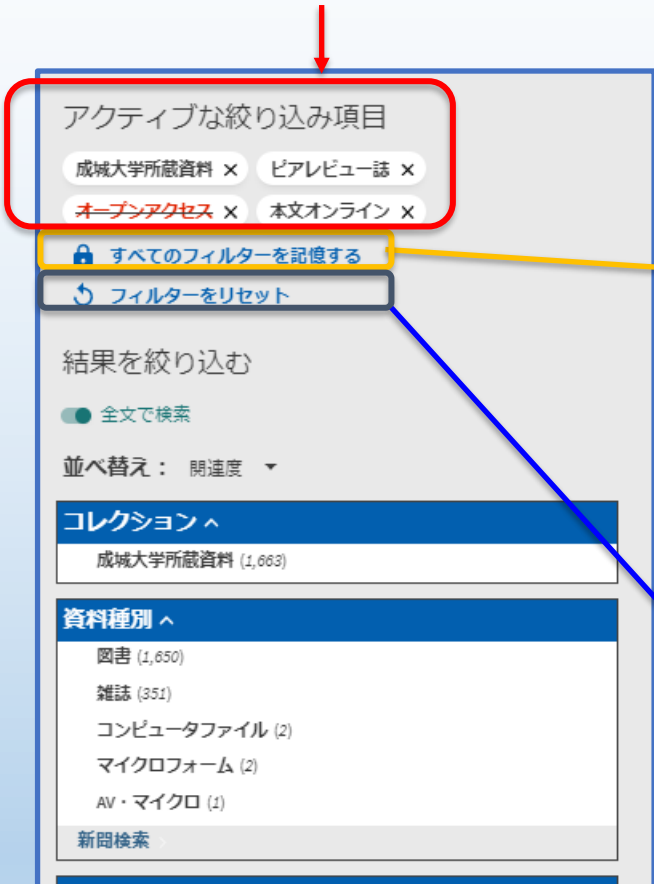 アクティブな絞り込み項目
成城大学所蔵資料 × ピアレビュー誌 ×
オープンアクセス × 本文オンライン ×
すべてのフィルターを記憶する
フィルターをリセット
結果を絞り込む
全文で検索
並べ替え： 関連度
コレクション
成城大学所蔵資料 (1,663)
資料種別
図書 (1,650)
雑誌 (351)
コンピュータファイル (2)
マイクロフォーム (2)
AV・マイクロ (1)
新聞検索